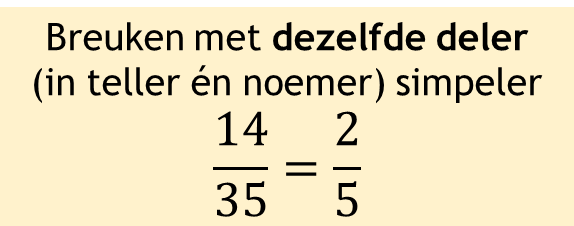 Breuken met dezelfde deler
(in teller én noemer) simpeler
14/35 = 2/5